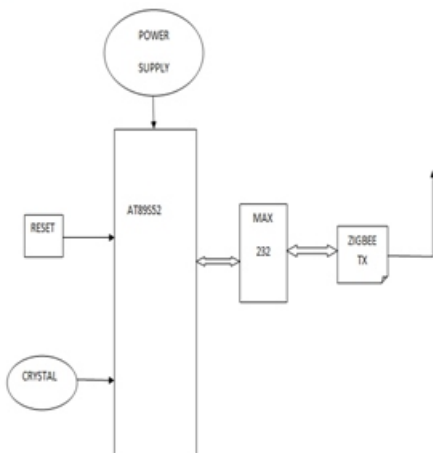 POWER
SUPPLY
AT89S52
RESET
MAX
232
ZIGBEE
TX
CRYSTAL